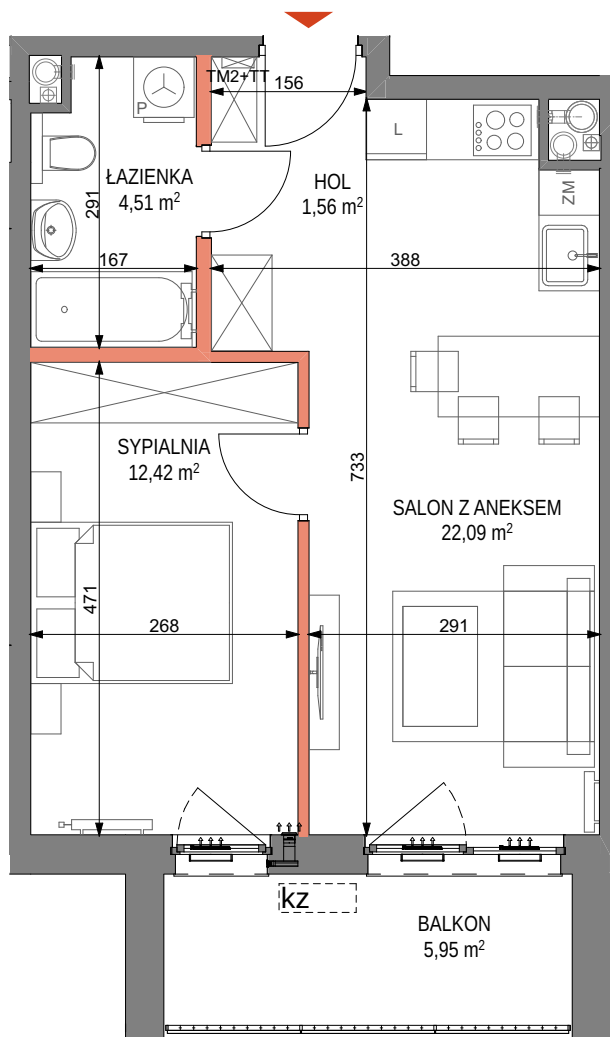 TM2+TT
156
P
L
ŁAZIENKA
4,51 m²
HOL
1,56 m²
ZM
291
167
388
SYPIALNIA
12,42 m²
733
SALON Z ANEKSEM
22,09 m²
471
268
291
kz
BALKON
5,95 m²